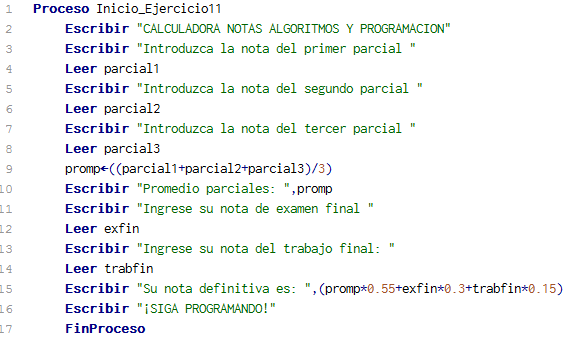 1 Proceso Inicio_Ejercicio11
2 Escribir "CALCULADORA NOTAS ALGORITMOS Y PROGRAMACION"
3 Escribir "Introduzca la nota del primer parcial "
4 Leer parcial1
5 Escribir "Introduzca la nota del segundo parcial "
6 Leer parcial2
7 Escribir "Introduzca la nota del tercer parcial "
8 Leer parcial3
9 promp←((parcial1+parcial2+parcial3)/3)
10 Escribir "Promedio parciales: ",promp
11 Escribir "Ingrese su nota de examen final "
12 Leer exfin
13 Escribir "Ingrese su nota del trabajo final: "
14 Leer trabfin
15 Escribir "Su nota definitiva es: ",(promp*0.55+exfin*0.3+trabfin*0.15)
16 Escribir "¡SIGA PROGRAMANDO!"
17 FinProceso